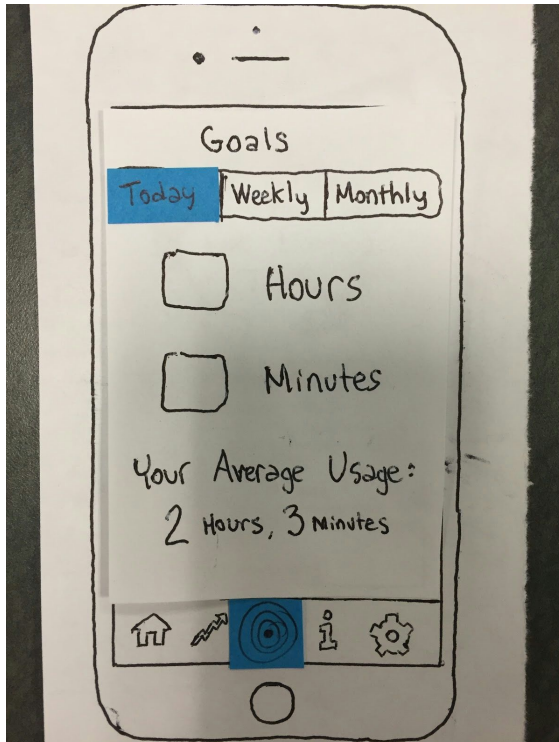 Goals
Today Weekly Monthly
Hours
Minutes
Your Average Usage:
2 Hours, 3 Minutes
i